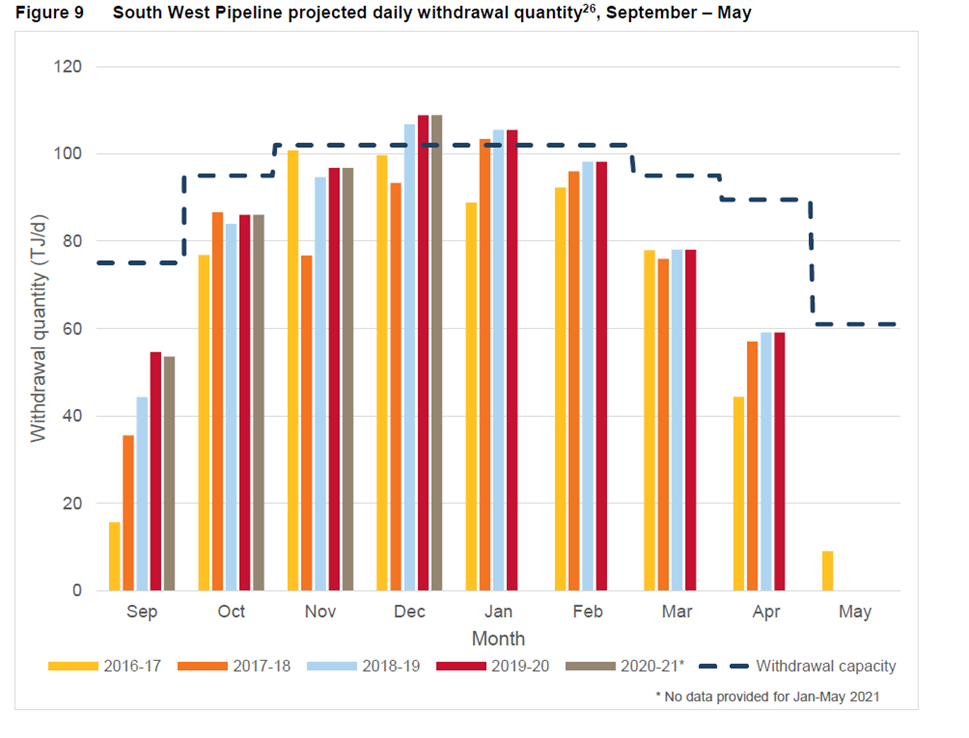 Figure 9 South West Pipeline projected daily withdrawal quantity26, September – May
120
100
80
60
40
20
0
Withdrawal quantity (TJ/d)
Sep Oct Nov Dec Jan Feb Mar Apr May
Month
2016-17 2017-18 2018-19 2019-20 2020-21* Withdrawal capacity
* No data provided for Jan-May 2021